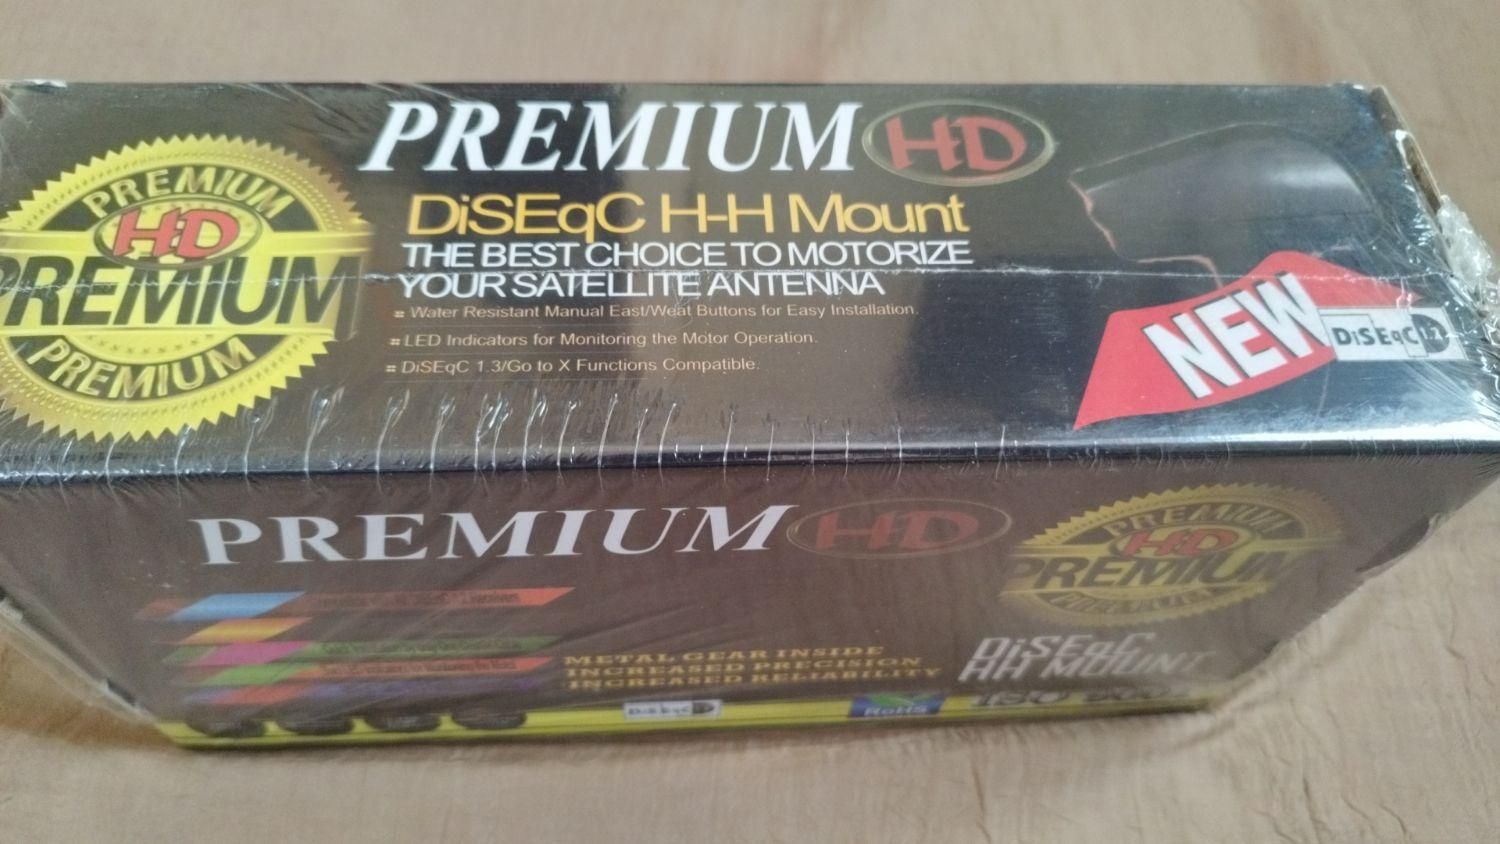 PREMIUM HD
DiSEqC H-H Mount
THE BEST CHOICE TO MOTORIZE
YOUR SATELLITE ANTENNA
Water Resistant Manual East/Weat Buttons for Easy Installation.
LED Indicators for Monitoring the Motor Operation.
DiSEqC 1.3/Go to X Functions Compatible.
PREMIUM
HD
PREMIUM
PREMIUM
NEW
DiSEqC
PREMIUM HD
PREMIUM
HD
PREMIUM
PREMIUM
METAL GEAR INSIDE
INCREASED PRECISION
INCREASED RELIABILITY
DiSEqC
HH MOUNT
DiSEqC
RoHS
ISO